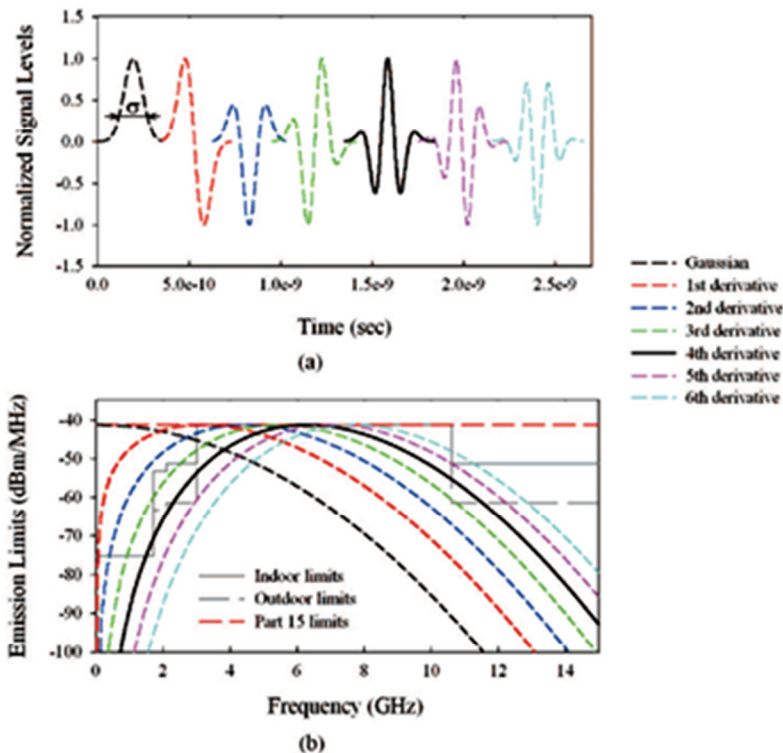 1.5
1.0
0.5
0.0
-0.5
-1.0
-1.5
Normalized Signal Levels
σ
0.0 5.0e-10 1.0e-9 1.5e-9 2.0e-9 2.5e-9
Time (sec)
(a)
Gaussian
1st derivative
2nd derivative
3rd derivative
4th derivative
5th derivative
6th derivative
-40
-50
-60
-70
-80
-90
-100
Emission Limits (dBm/MHz)
Indoor limits
Outdoor limits
Part 15 limits
0 2 4 6 8 10 12 14
Frequency (GHz)
(b)